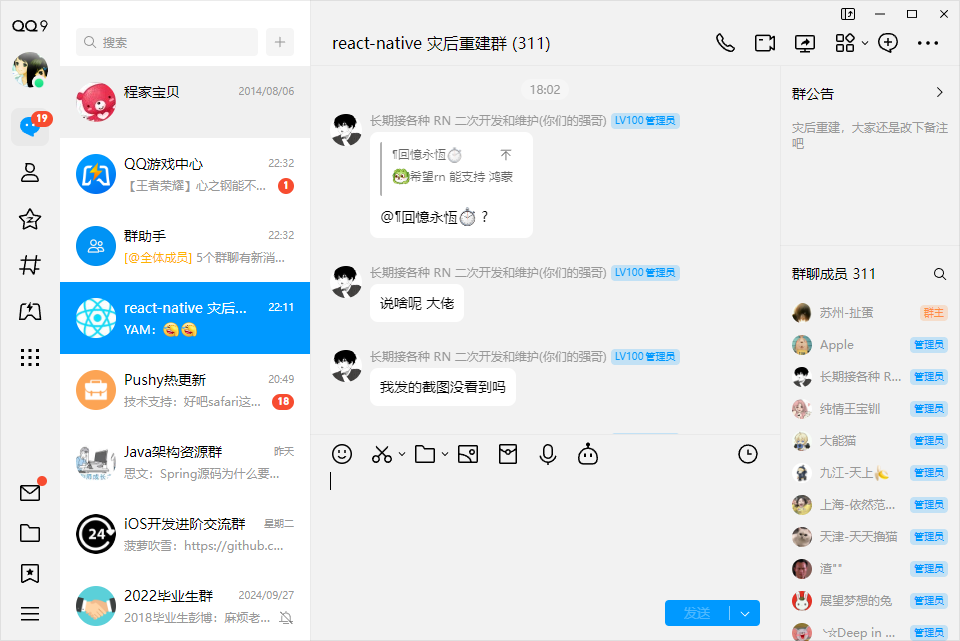 QQ9
搜索
19
程家宝贝
2014/08/06
QQ游戏中心
22:32
【王者荣耀】心之钢能不...
1
群助手
22:32
[@全体成员] 5个群聊有新消...
react-native 灾后...
22:11
YAM:
Pushy热更新
20:49
技术支持：好吧safari这...
18
Java架构资源群
昨天
思文：Spring源码为什么要...
iOS开发进阶交流群
星期二
菠萝吹雪：https://github.c...
24
2022毕业生群
2024/09/27
2018毕业生彭博：麻烦老...
react-native 灾后重建群 (311)
18:02
长期接各种 RN 二次开发和维护(你们的强哥)
LV100 管理员
¶回憶永恆⏱
不
希望rn 能支持 鸿蒙
@¶回憶永恆⏱？
长期接各种 RN 二次开发和维护(你们的强哥)
LV100 管理员
说啥呢 大佬
长期接各种 RN 二次开发和维护(你们的强哥)
LV100 管理员
我发的截图没看到吗
发送
群公告
灾后重建，大家还是改下备注
吧
群聊成员 311
苏州-扯蛋
群主
Apple
管理员
长期接各种 R...
管理员
纯情王宝钏
管理员
大能猫
管理员
九江-天上🍌
管理员
上海-依然范...
管理员
天津-天天撸猫
管理员
渣""
管理员
展望梦想的兔
管理员
☆Deep in ...
管理员